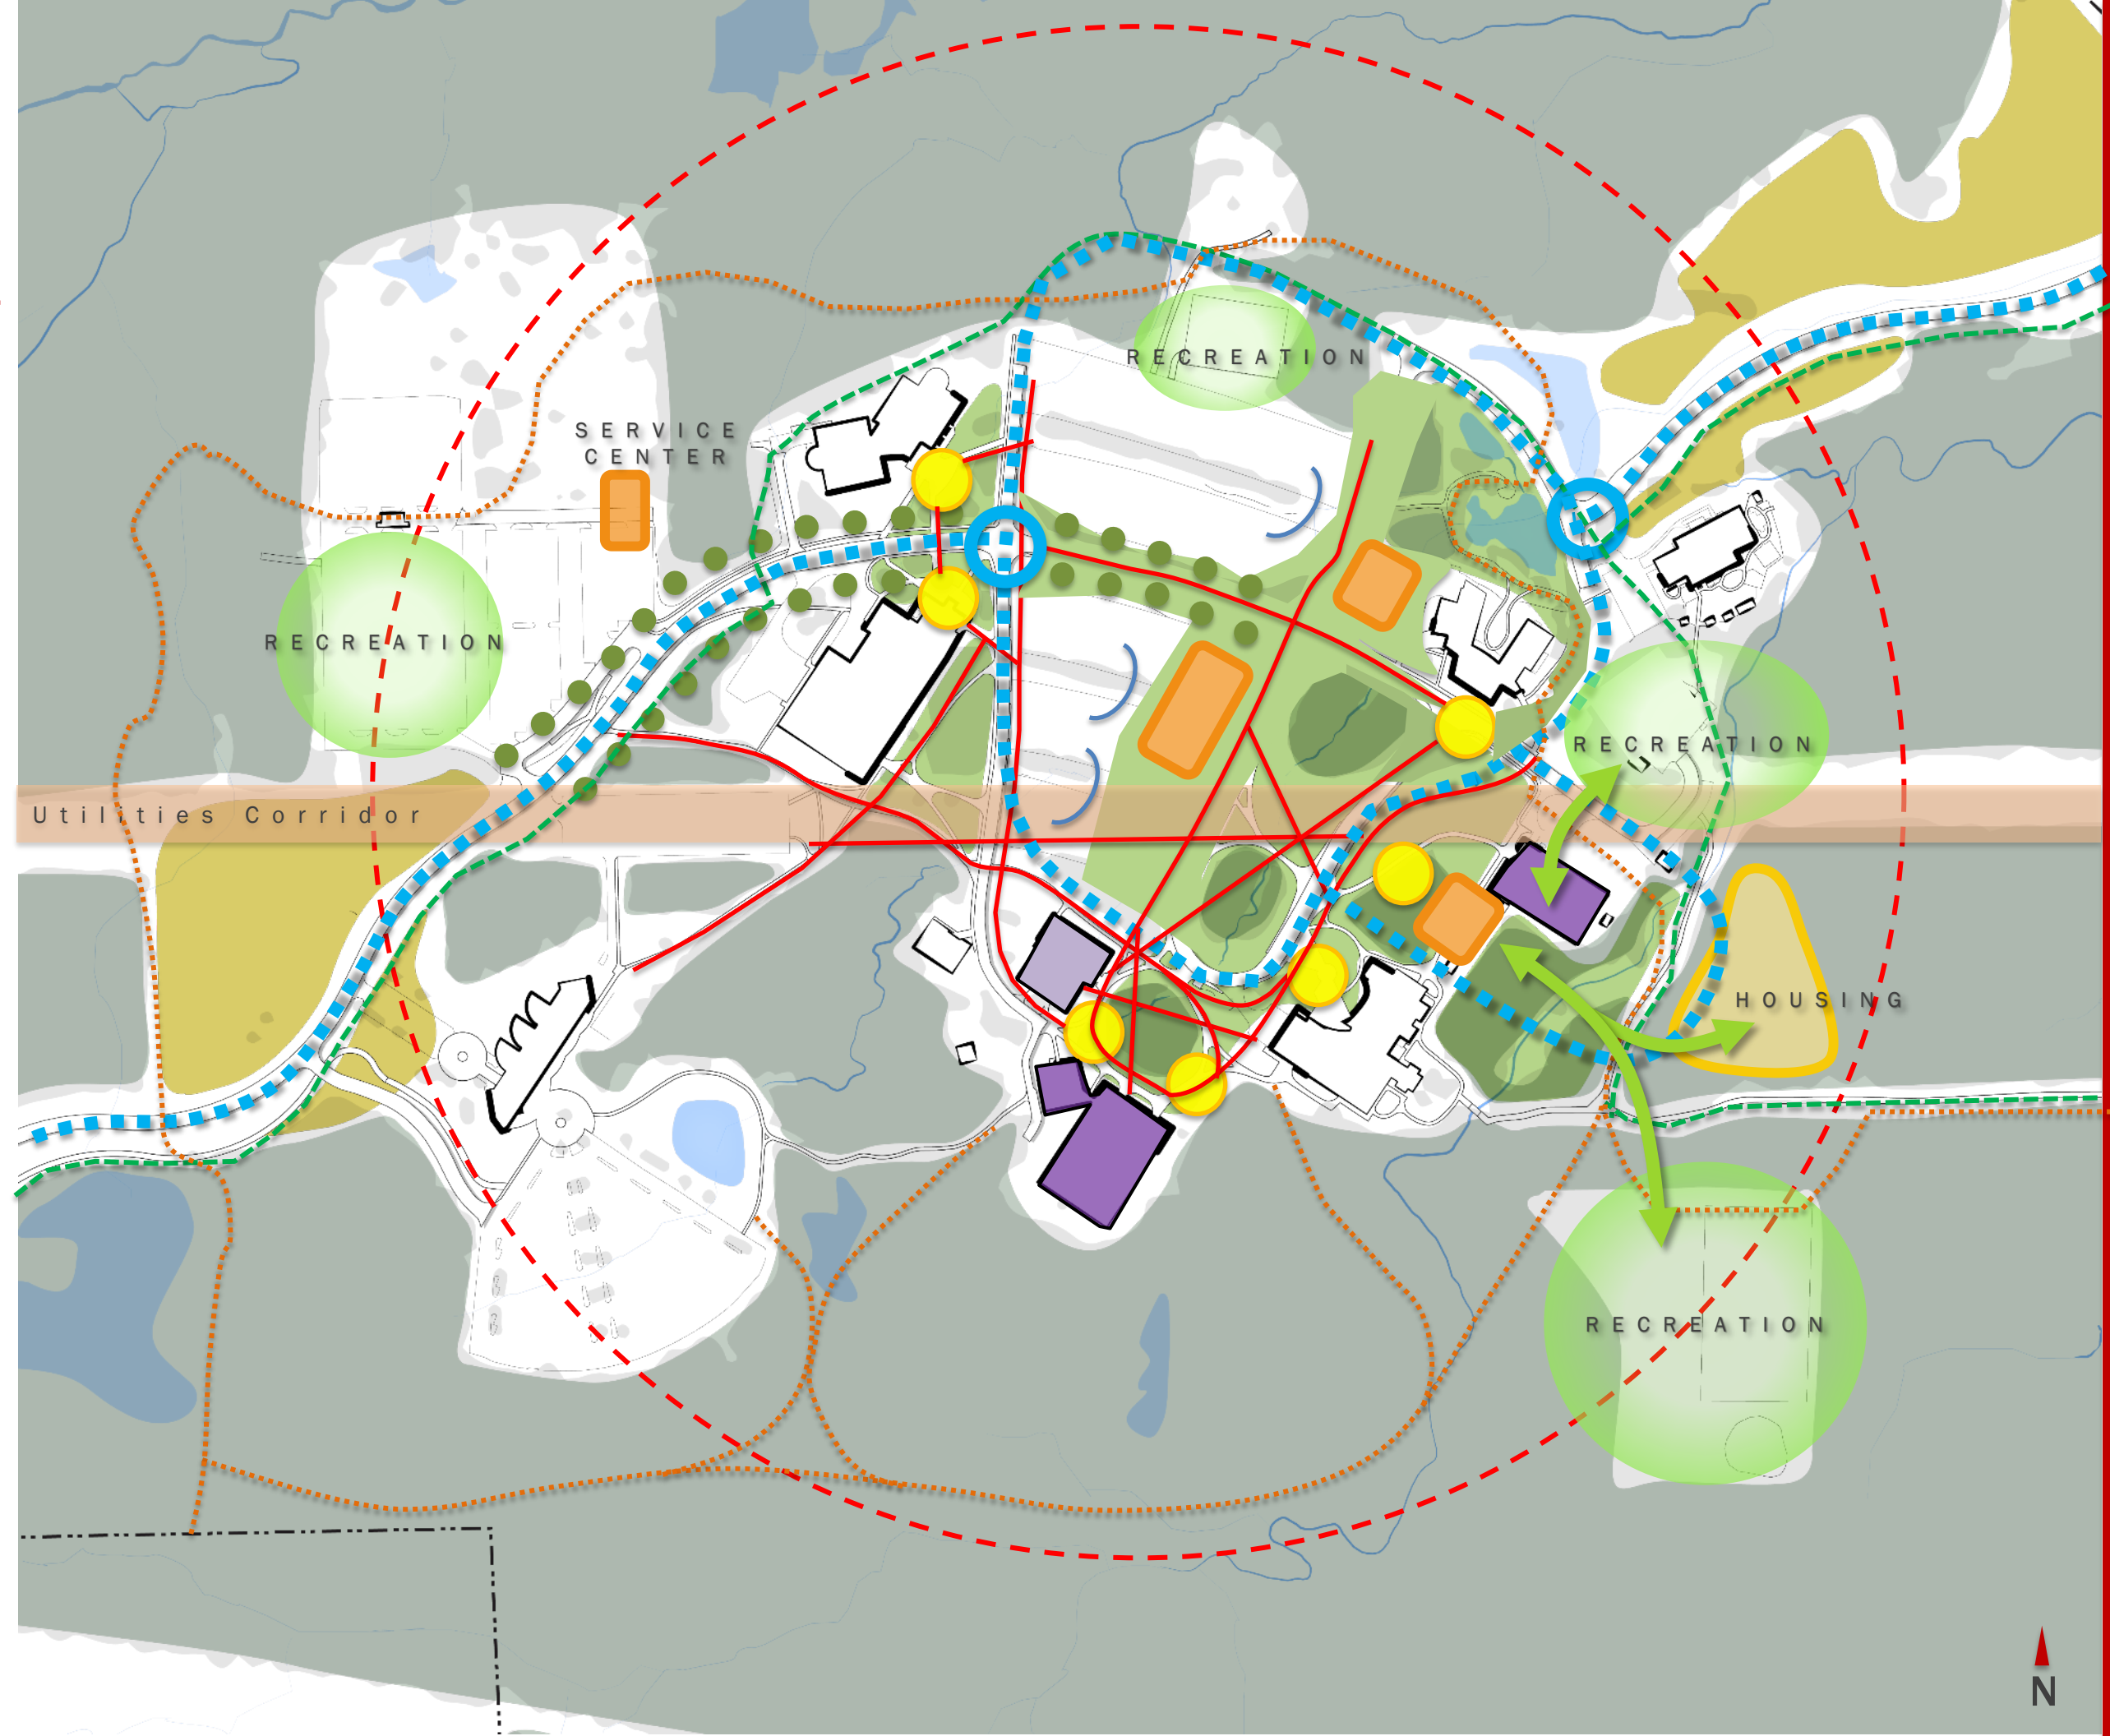 RECREATION
SERVICE
CENTER
RECREATION
RECREATION
Utilities Corridor
HOUSING
RECREATION
N